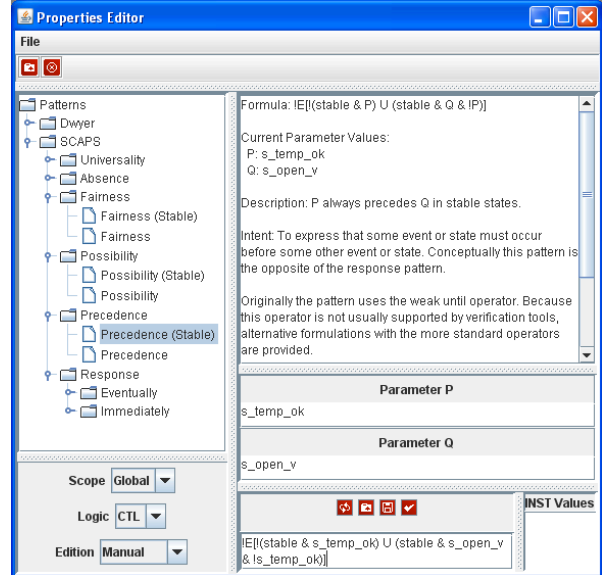 Properties Editor
File
Patterns
Dwyer
SCAPS
Universality
Absence
Fairness
Fairness (Stable)
Fairness
Possibility
Possibility (Stable)
Possibility
Precedence
Precedence (Stable)
Precedence
Response
Eventually
Immediately
Scope Global
Logic CTL
Edition Manual
Formula: !E[!(stable & P) U (stable & Q & !P)]
Current Parameter Values:
P: s_temp_ok
Q: s_open_v
Description: P always precedes Q in stable states.
Intent: To express that some event or state must occur
before some other event or state. Conceptually this pattern is
the opposite of the response pattern.
Originally the pattern uses the weak until operator. Because
this operator is not usually supported by verification tools,
alternative formulations with the more standard operators
are provided.
Parameter P
s_temp_ok
Parameter Q
s_open_v
!E[!(stable & s_temp_ok) U (stable & s_open_v
& !s_temp_ok)]
INST Values